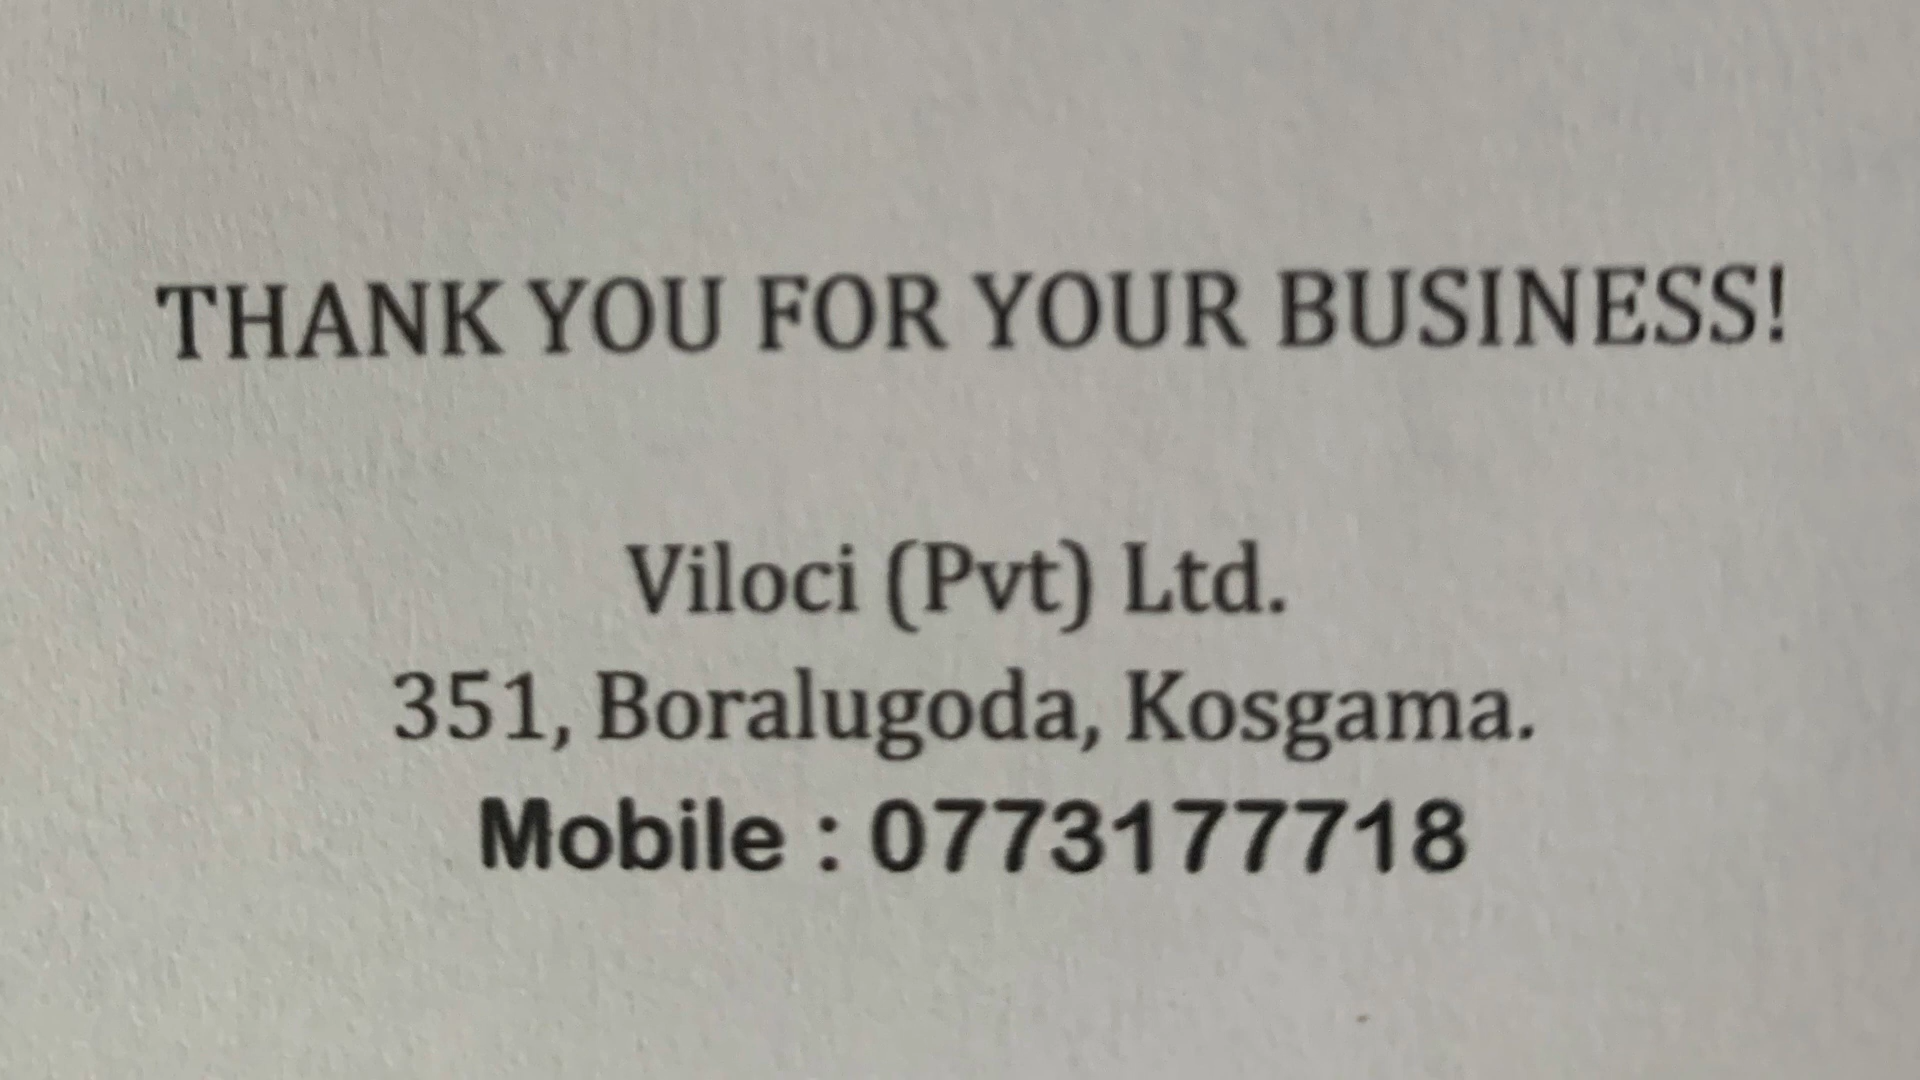 THANK YOU FOR YOUR BUSINESS!
Viloci (Pvt) Ltd.
351, Boralugoda, Kosgama.
Mobile : 0773177718